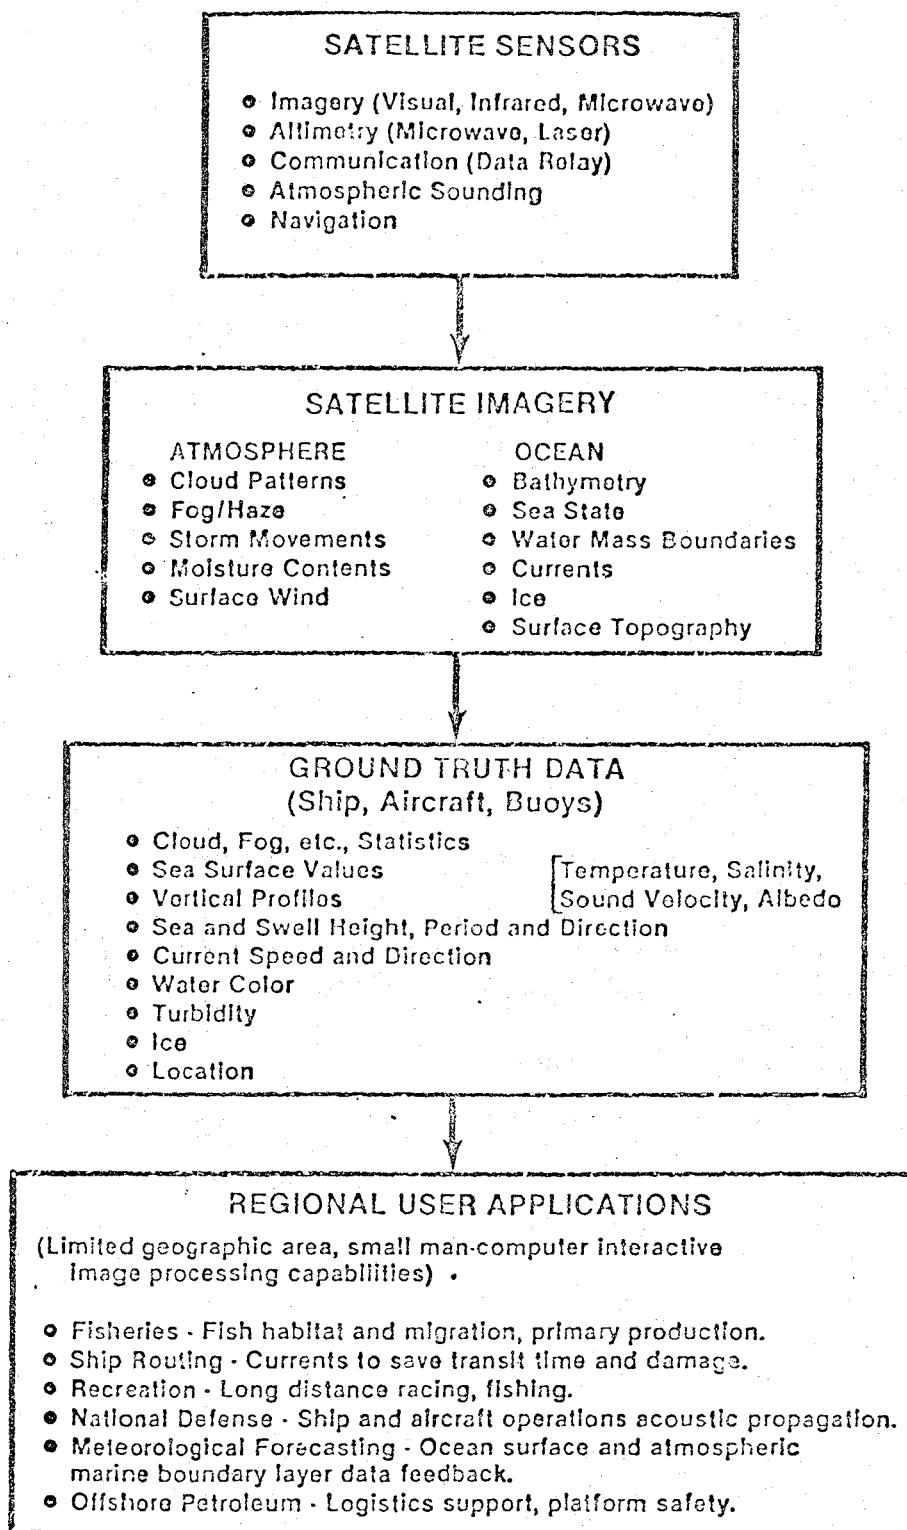 SATELLITE SENSORS
• Imagery (Visual, Infrared, Microwave)
• Altimetry (Microwave, Laser)
• Communication (Data Relay)
• Atmospheric Sounding
• Navigation
SATELLITE IMAGERY
ATMOSPHERE
• Cloud Patterns
• Fog/Haze
• Storm Movements
• Moisture Contents
• Surface Wind
OCEAN
• Bathymetry
• Sea State
• Water Mass Boundaries
• Currents
• Ice
• Surface Topography
GROUND TRUTH DATA
(Ship, Aircraft, Buoys)
• Cloud, Fog, etc., Statistics
• Sea Surface Values
• Vertical Profiles
[Temperature, Salinity,
Sound Velocity, Albedo
• Sea and Swell Height, Period and Direction
• Current Speed and Direction
• Water Color
• Turbidity
• Ice
• Location
REGIONAL USER APPLICATIONS
(Limited geographic area, small man-computer interactive
image processing capabilities) .
• Fisheries - Fish habitat and migration, primary production.
• Ship Routing - Currents to save transit time and damage.
• Recreation - Long distance racing, fishing.
• National Defense - Ship and aircraft operations acoustic propagation.
• Meteorological Forecasting - Ocean surface and atmospheric
marine boundary layer data feedback.
• Offshore Petroleum - Logistics support, platform safety.